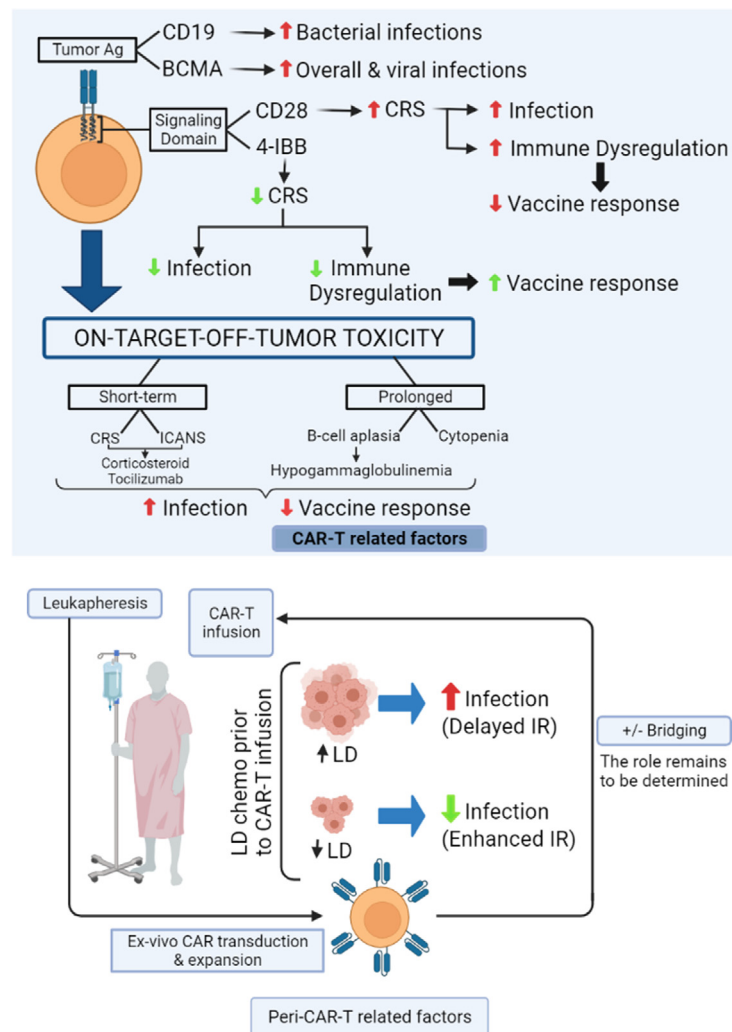 Tumor Ag
CD19
↑ Bacterial infections
BCMA
↑ Overall & viral infections
Signaling
Domain
CD28
↑ CRS
↑ Infection
↑ Immune Dysregulation
↓ Vaccine response
4-IBB
↓ CRS
↓ Infection
↓ Immune
Dysregulation
↑ Vaccine response
ON-TARGET-OFF-TUMOR TOXICITY
Short-term
Prolonged
CRS
ICANS
B-cell aplasia
Cytopenia
Corticosteroid
Tocilizumab
Hypogammaglobulinemia
↑ Infection
↓ Vaccine response
CAR-T related factors
Leukapheresis
CAR-T
infusion
LD chemo prior
to CAR-T infusion
↑ LD
↑ Infection
(Delayed IR)
↓ LD
↓ Infection
(Enhanced IR)
+/- Bridging
The role remains
to be determined
Ex-vivo CAR transduction
& expansion
Peri-CAR-T related factors